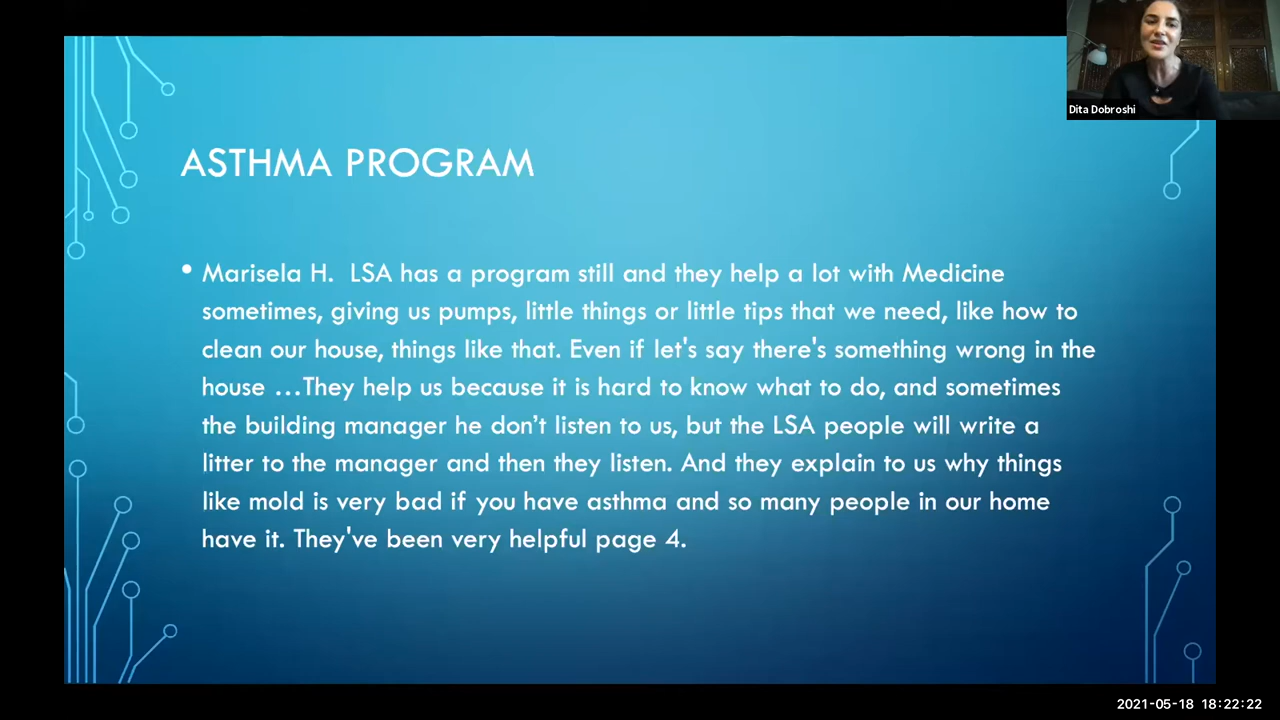 Dita Dobroshi
ASTHMA PROGRAM
• Marisela H.  LSA has a program still and they help a lot with Medicine
sometimes, giving us pumps, little things or little tips that we need, like how to
clean our house, things like that. Even if let's say there's something wrong in the
house …They help us because it is hard to know what to do, and sometimes
the building manager he don’t listen to us, but the LSA people will write a
litter to the manager and then they listen. And they explain to us why things
like mold is very bad if you have asthma and so many people in our home
have it. They've been very helpful page 4.
2021-05-18 18:22:22